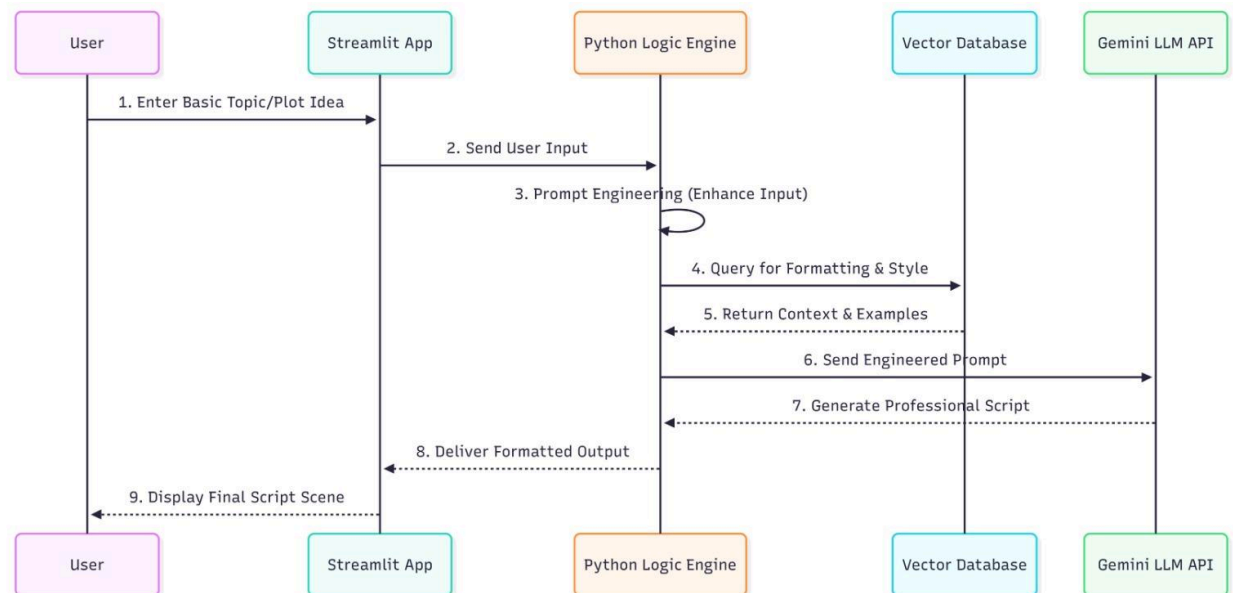 User
Streamlit App
Python Logic Engine
Vector Database
Gemini LLM API
1. Enter Basic Topic/Plot Idea
2. Send User Input
3. Prompt Engineering (Enhance Input)
4. Query for Formatting & Style
5. Return Context & Examples
6. Send Engineered Prompt
7. Generate Professional Script
8. Deliver Formatted Output
9. Display Final Script Scene
User
Streamlit App
Python Logic Engine
Vector Database
Gemini LLM API